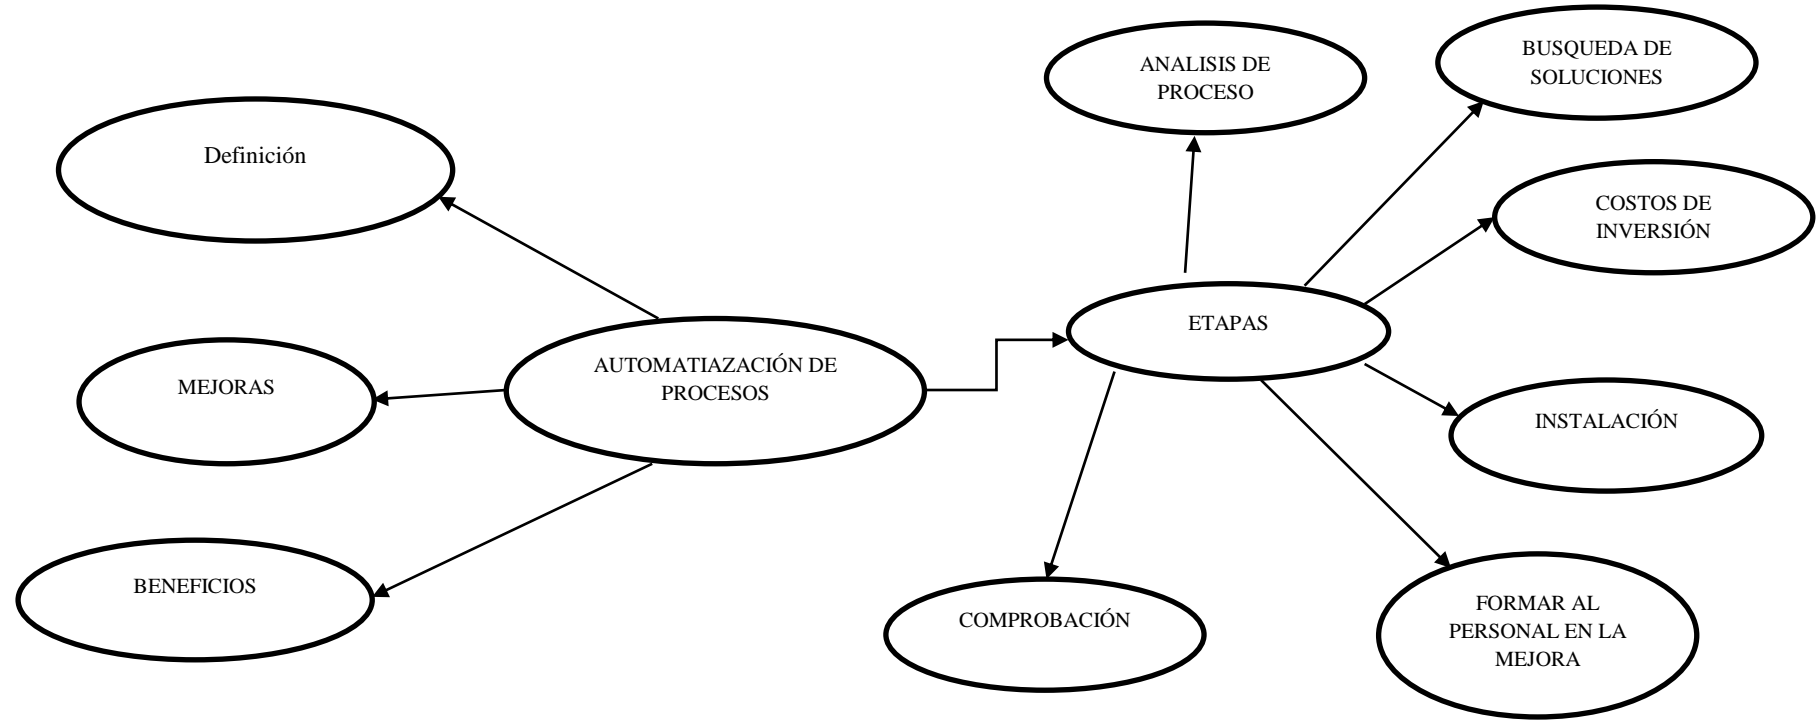 ANALISIS DE
PROCESO
BUSQUEDA DE
SOLUCIONES
Definición
COSTOS DE
INVERSIÓN
ETAPAS
AUTOMATIAZACIÓN DE
PROCESOS
MEJORAS
INSTALACIÓN
BENEFICIOS
COMPROBACIÓN
FORMAR AL
PERSONAL EN LA
MEJORA